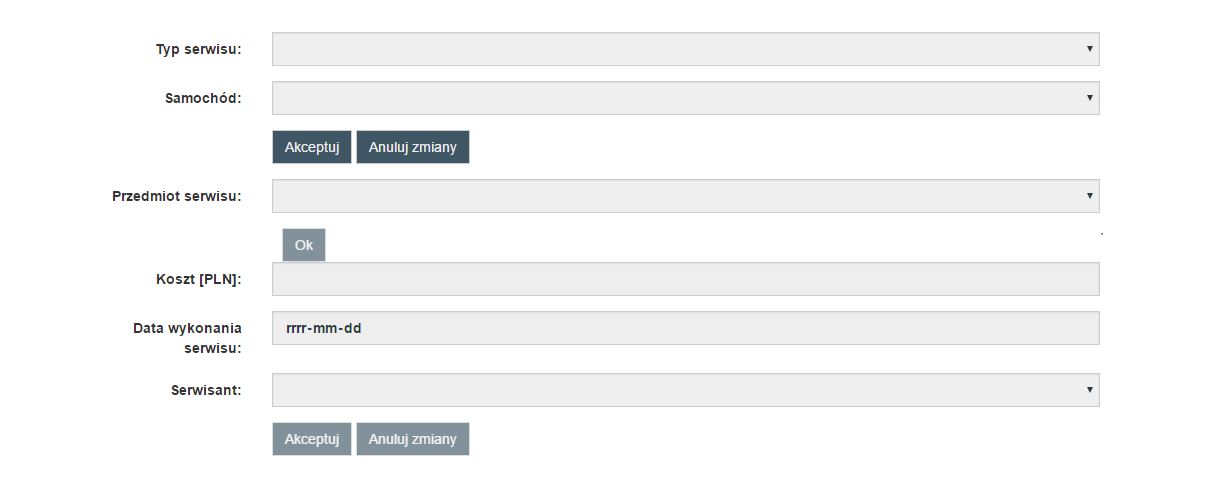 Typ serwisu:
Samochód:
Akceptuj Anuluj zmiany
Przedmiot serwisu:
Ok `
Koszt [PLN]:
Data wykonania rrrr-mm-dd
serwisu:
Serwisant:
Akceptuj Anuluj zmiany